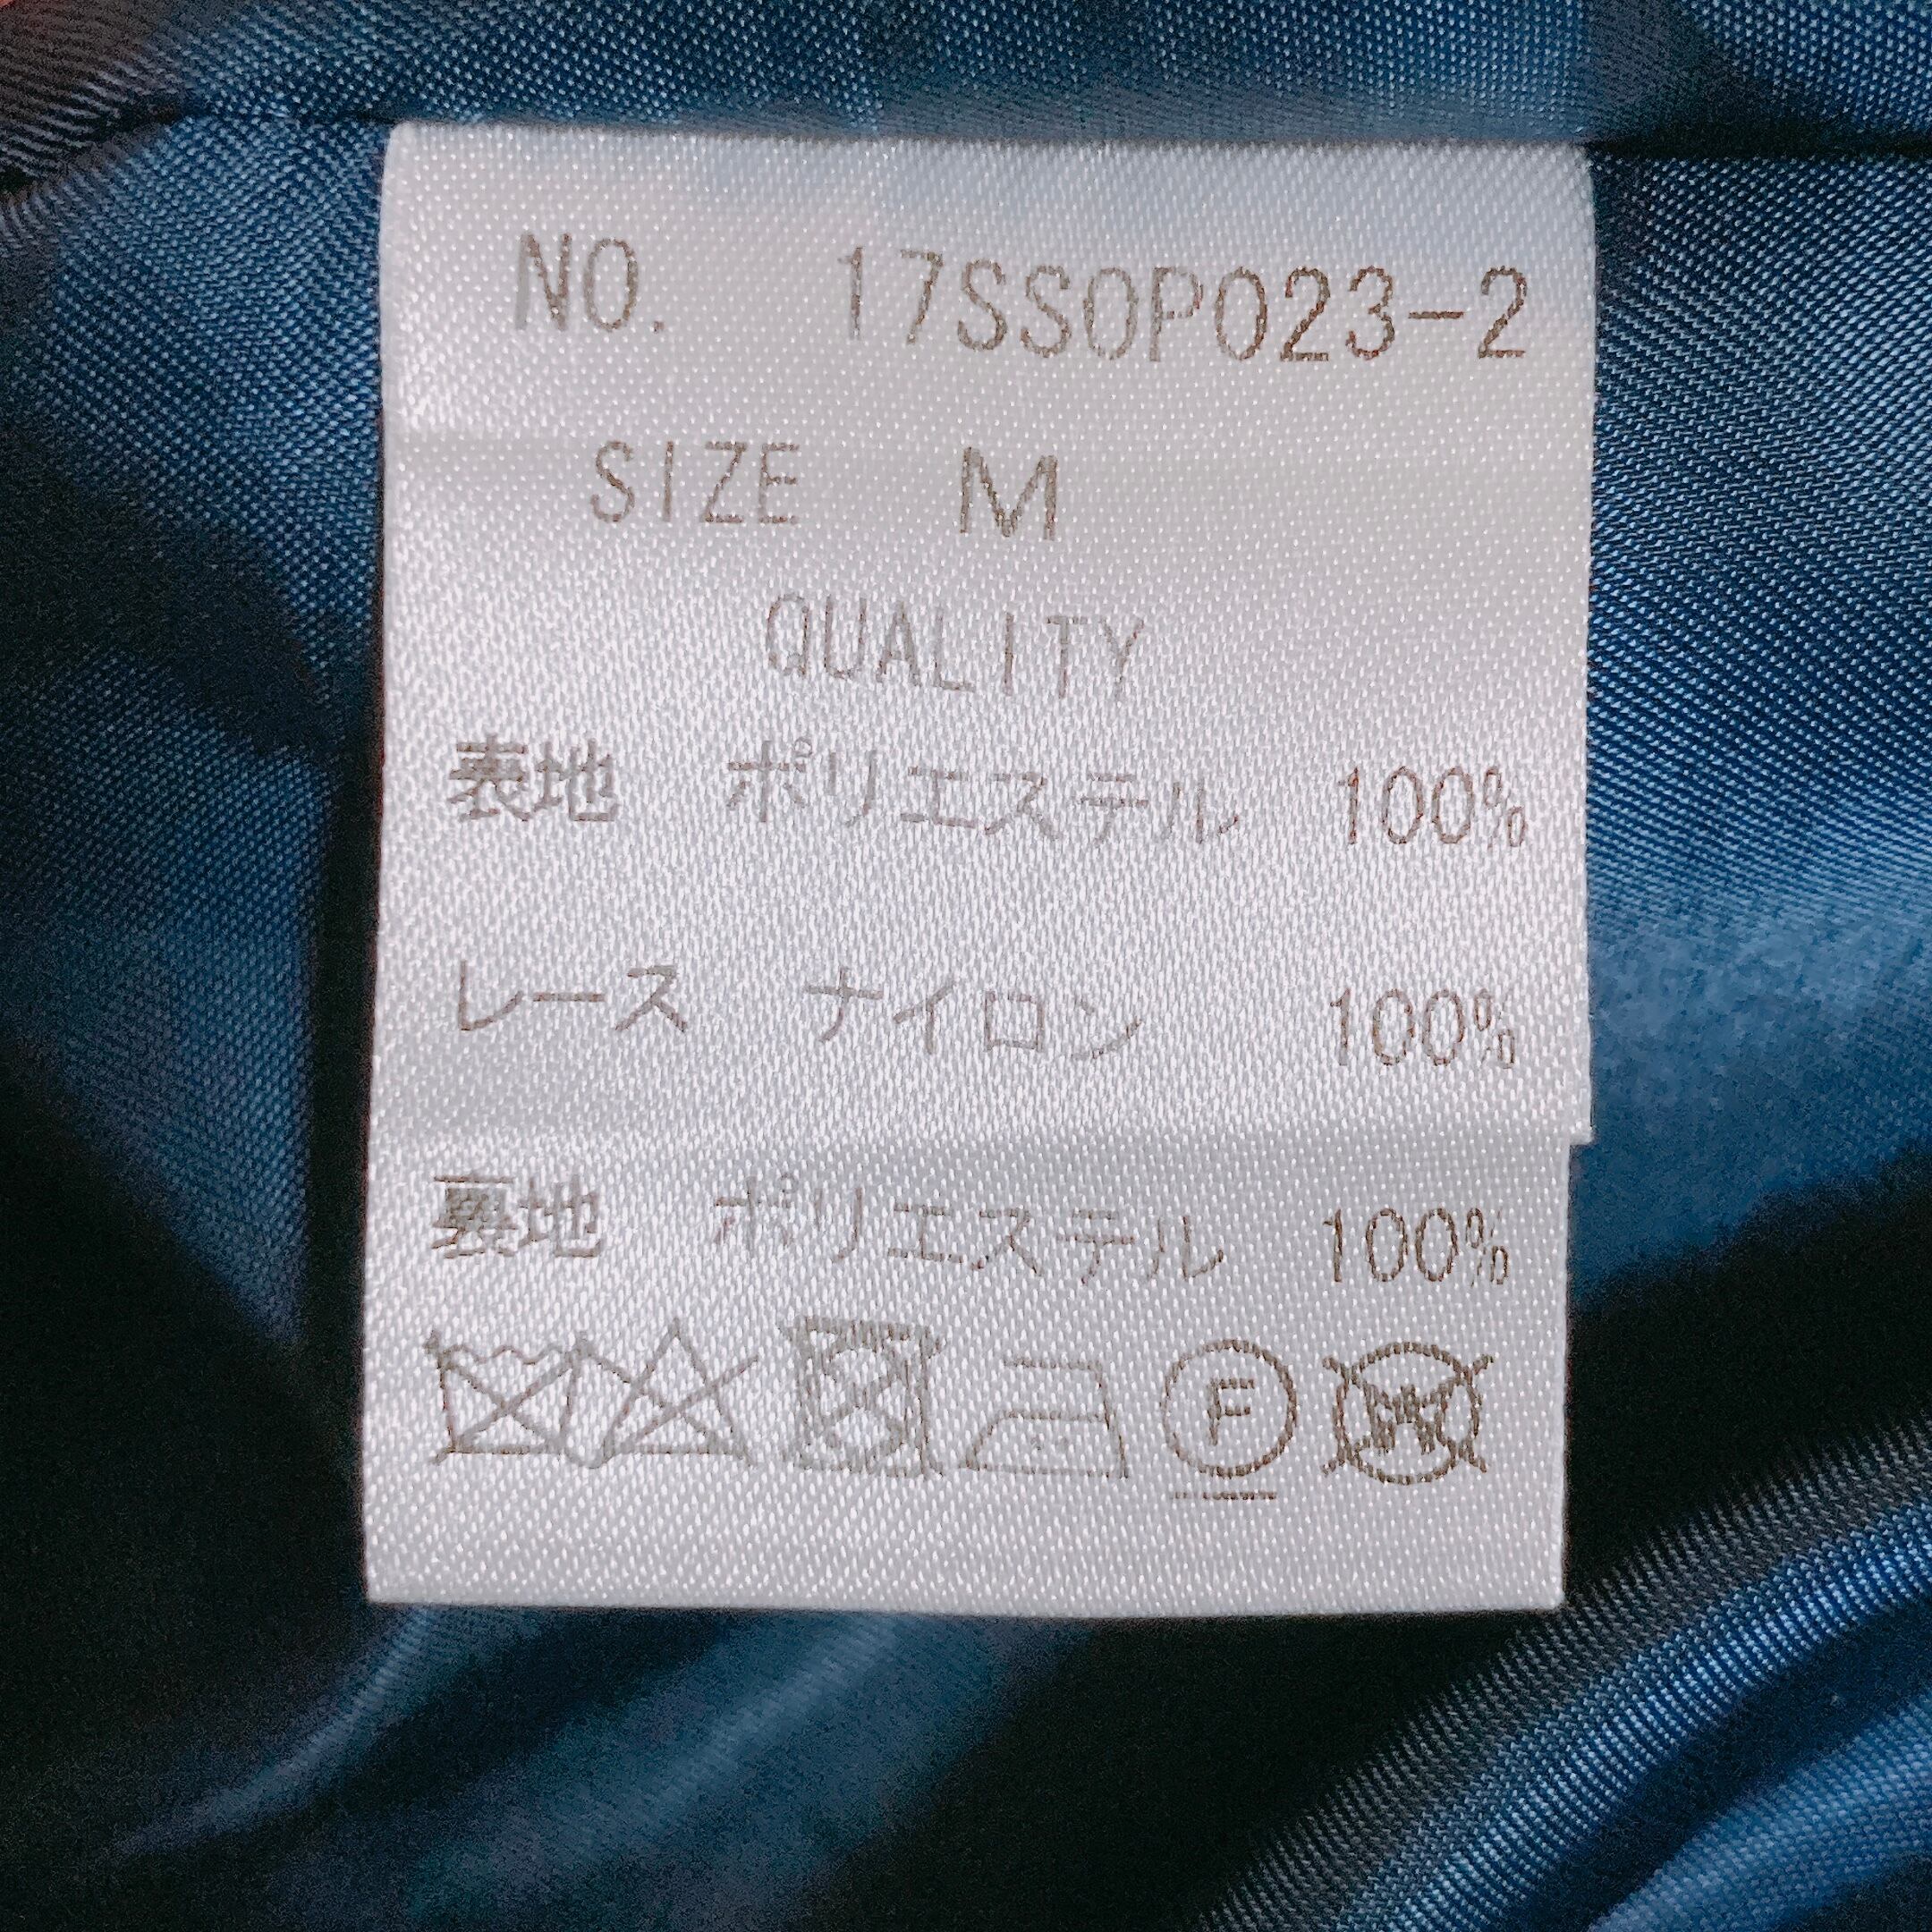 NO. 17SSOP023-2
SIZE M
QUALITY
表地 ポリエステル 100%
レース ナイロン 100%
裏地 ポリエステル 100%
F W